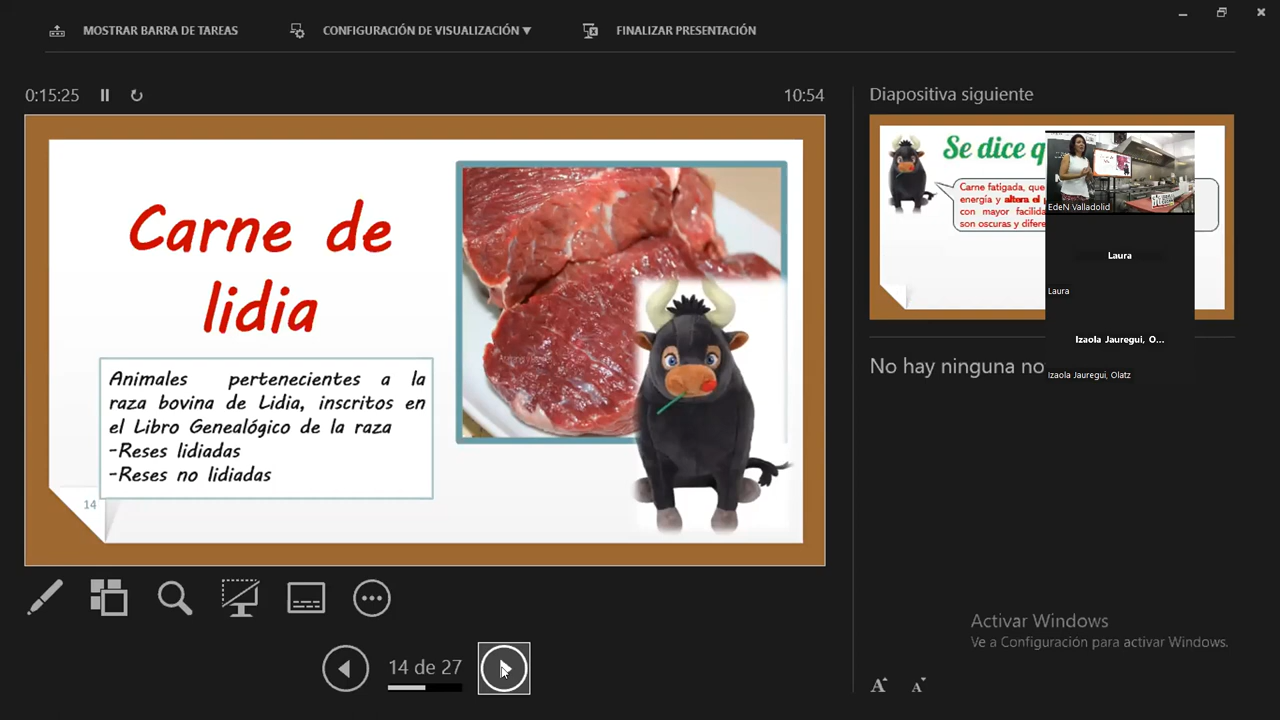 MOSTRAR BARRA DE TAREAS
CONFIGURACIÓN DE VISUALIZACIÓN ▼
FINALIZAR PRESENTACIÓN
0:15:25
10:54
Carne de
lidia
Animales pertenecientes a la
raza bovina de Lidia, inscritos en
el Libro Genealógico de la raza
-Reses lidiadas
-Reses no lidiadas
14
14 de 27
Diapositiva siguiente
Se dice q
Carne fatigada, que
energía y altera el
con mayor facilida
son oscuras y difere
EdeN Valladolid
Laura
Laura
Izaola Jauregui, O...
Izaola Jauregui, Olatz
No hay ninguna no
Activar Windows
Ve a Configuración para activar Windows.
A
A